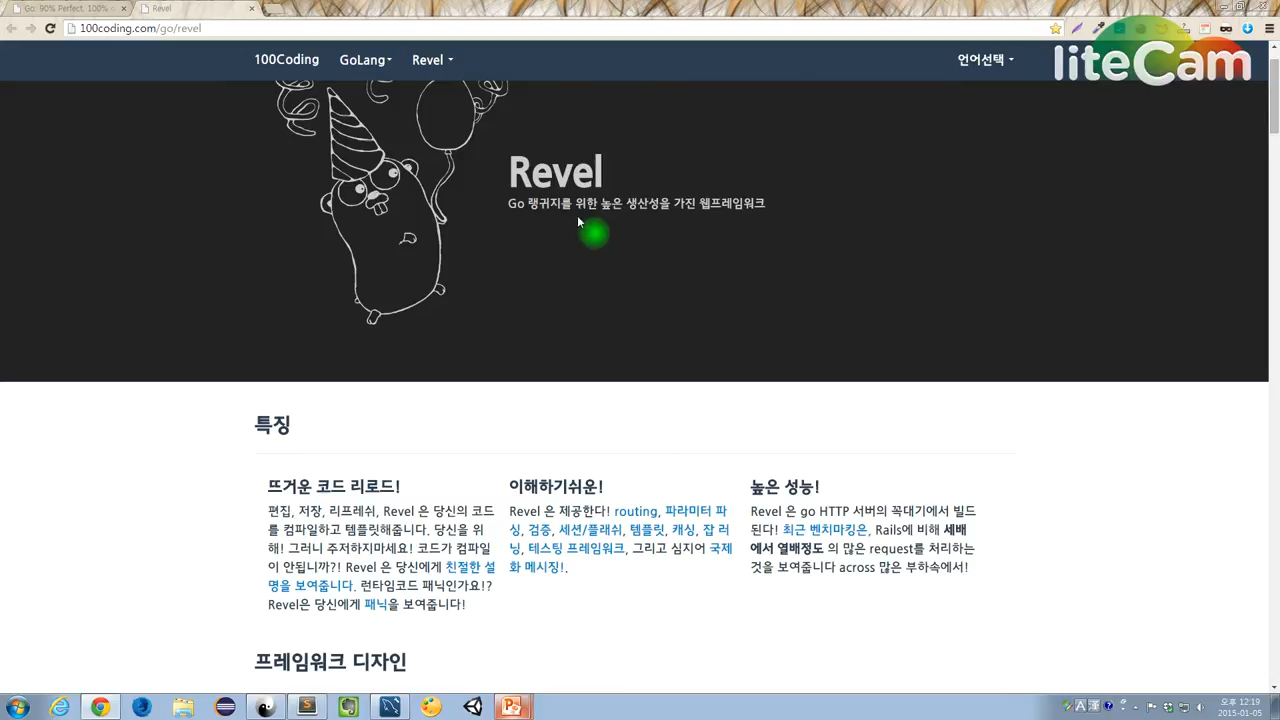 Go: 90% Perfect, 100% o
Revel
100coding.com/go/revel
100Coding
GoLang
Revel
언어선택
liteCam
Revel
Go 랭귀지를 위한 높은 생산성을 가진 웹프레임워크
특징
뜨거운 코드 리로드!
편집, 저장, 리프레쉬, Revel 은 당신의 코드
를 컴파일하고 템플릿해줍니다. 당신을 위
해! 그러니 주저하지마세요! 코드가 컴파일
이 안됩니까?! Revel 은 당신에게 친절한 설
명을 보여줍니다. 런타임코드 패닉인가요!?
Revel은 당신에게 패닉을 보여줍니다!
이해하기쉬운!
Revel 은 제공한다! routing, 파라미터 파
싱, 검증, 세션/플래쉬, 템플릿, 캐싱, 잡 러
닝, 테스팅 프레임워크, 그리고 심지어 국제
화 메시징!.
높은 성능!
Revel 은 go HTTP 서버의 꼭대기에서 빌드
된다! 최근 벤치마킹은, Rails에 비해 세배
에서 열배정도 의 많은 request를 처리하는
것을 보여줍니다 across 많은 부하속에서!
프레임워크 디자인
오후 12:19
2015-01-05